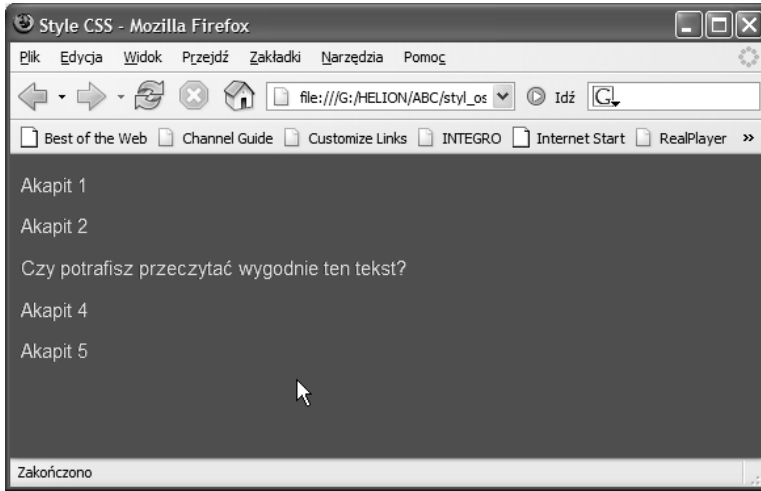 Style CSS - Mozilla Firefox
Plik Edycja Widok Przejdź Zakładki Narzędzia Pomoc
file:///G:/HELION/ABC/styl_os Idź G
Best of the Web Channel Guide Customize Links INTEGRO Internet Start RealPlayer »
Akapit 1
Akapit 2
Czy potrafisz przeczytać wygodnie ten tekst?
Akapit 4
Akapit 5
Zakończono